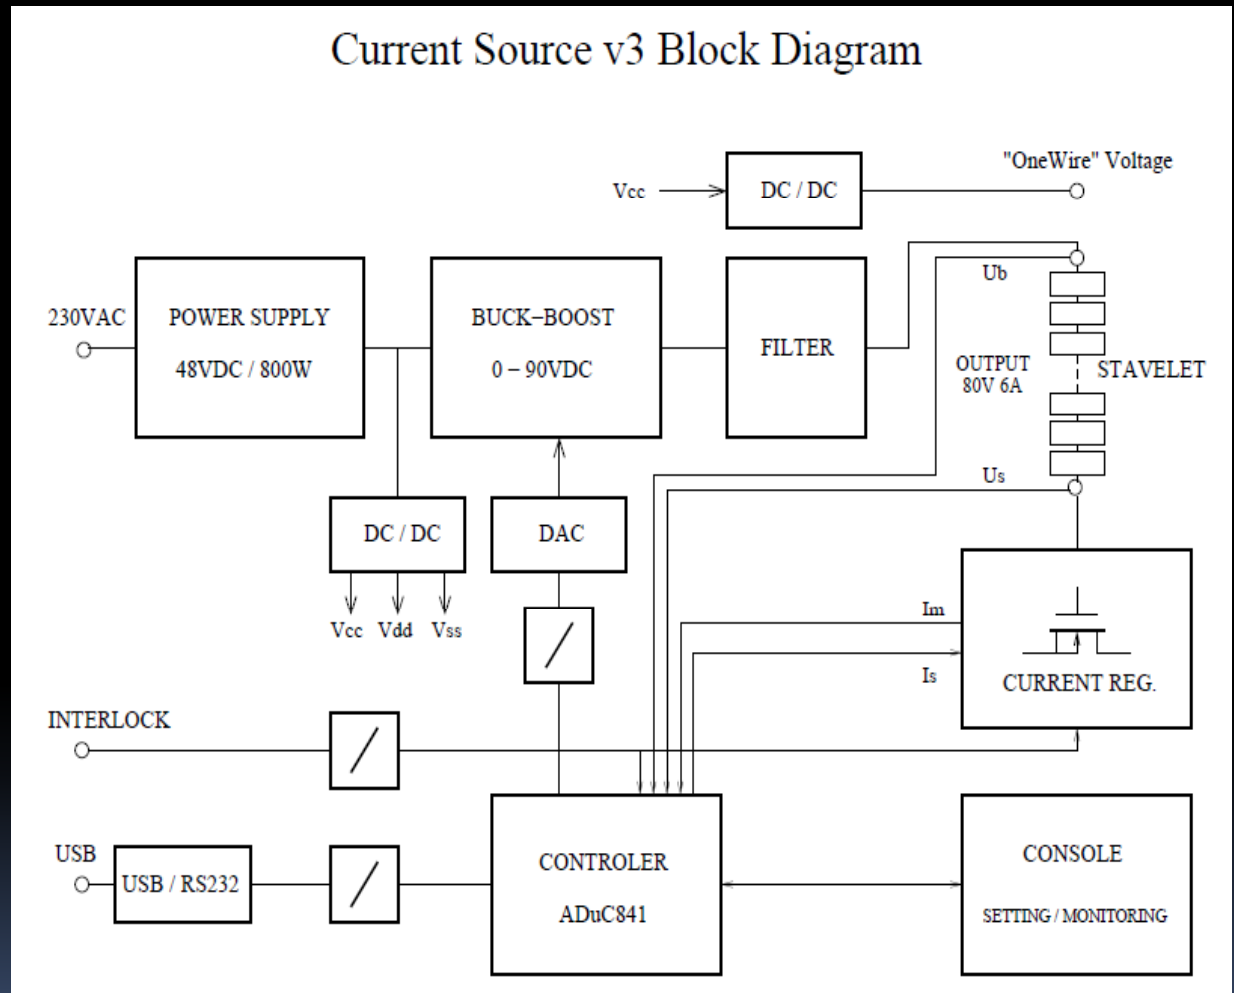 Current Source v3 Block Diagram
"OneWire" Voltage
Vcc
DC / DC
Ub
230VAC
POWER SUPPLY
48VDC / 800W
BUCK–BOOST
0 – 90VDC
FILTER
OUTPUT
80V 6A
STAVELET
Us
DC / DC
DAC
Vcc
Vdd
Vss
Im
Is
CURRENT REG.
INTERLOCK
USB
USB / RS232
CONTROLER
ADuC841
CONSOLE
SETTING / MONITORING